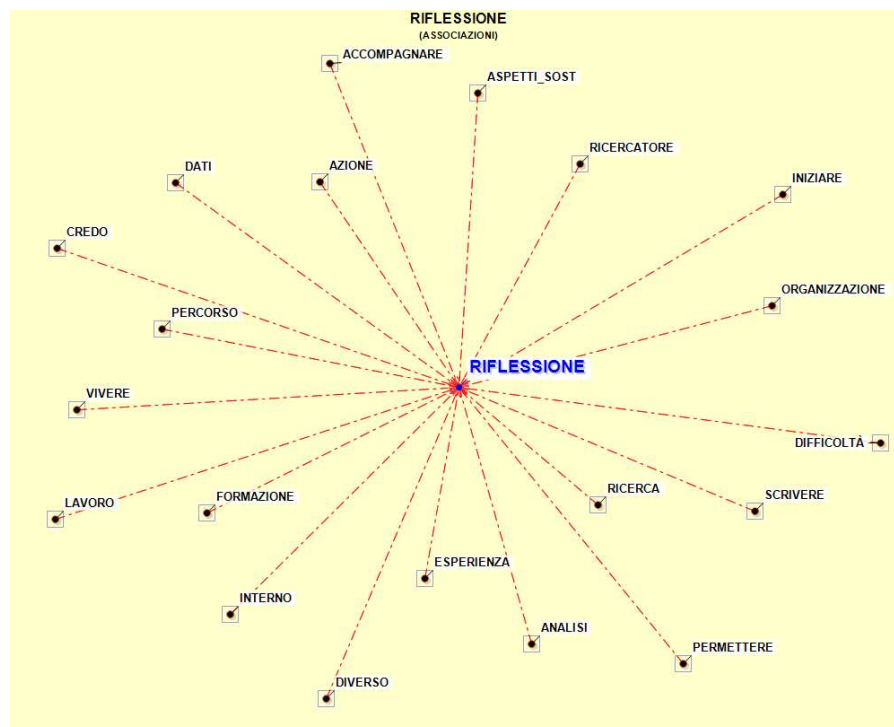 RIFLESSIONE
(ASSOCIAZIONI)
ACCOMPAGNARE
ASPETTI_SOST
RICERCATORE
DATI
AZIONE
INIZIARE
CREDO
ORGANIZZAZIONE
PERCORSO
RIFLESSIONE
VIVERE
DIFFICOLTÀ
RICERCA
SCRIVERE
LAVORO
FORMAZIONE
ESPERIENZA
INTERNO
ANALISI
PERMETTERE
DIVERSO